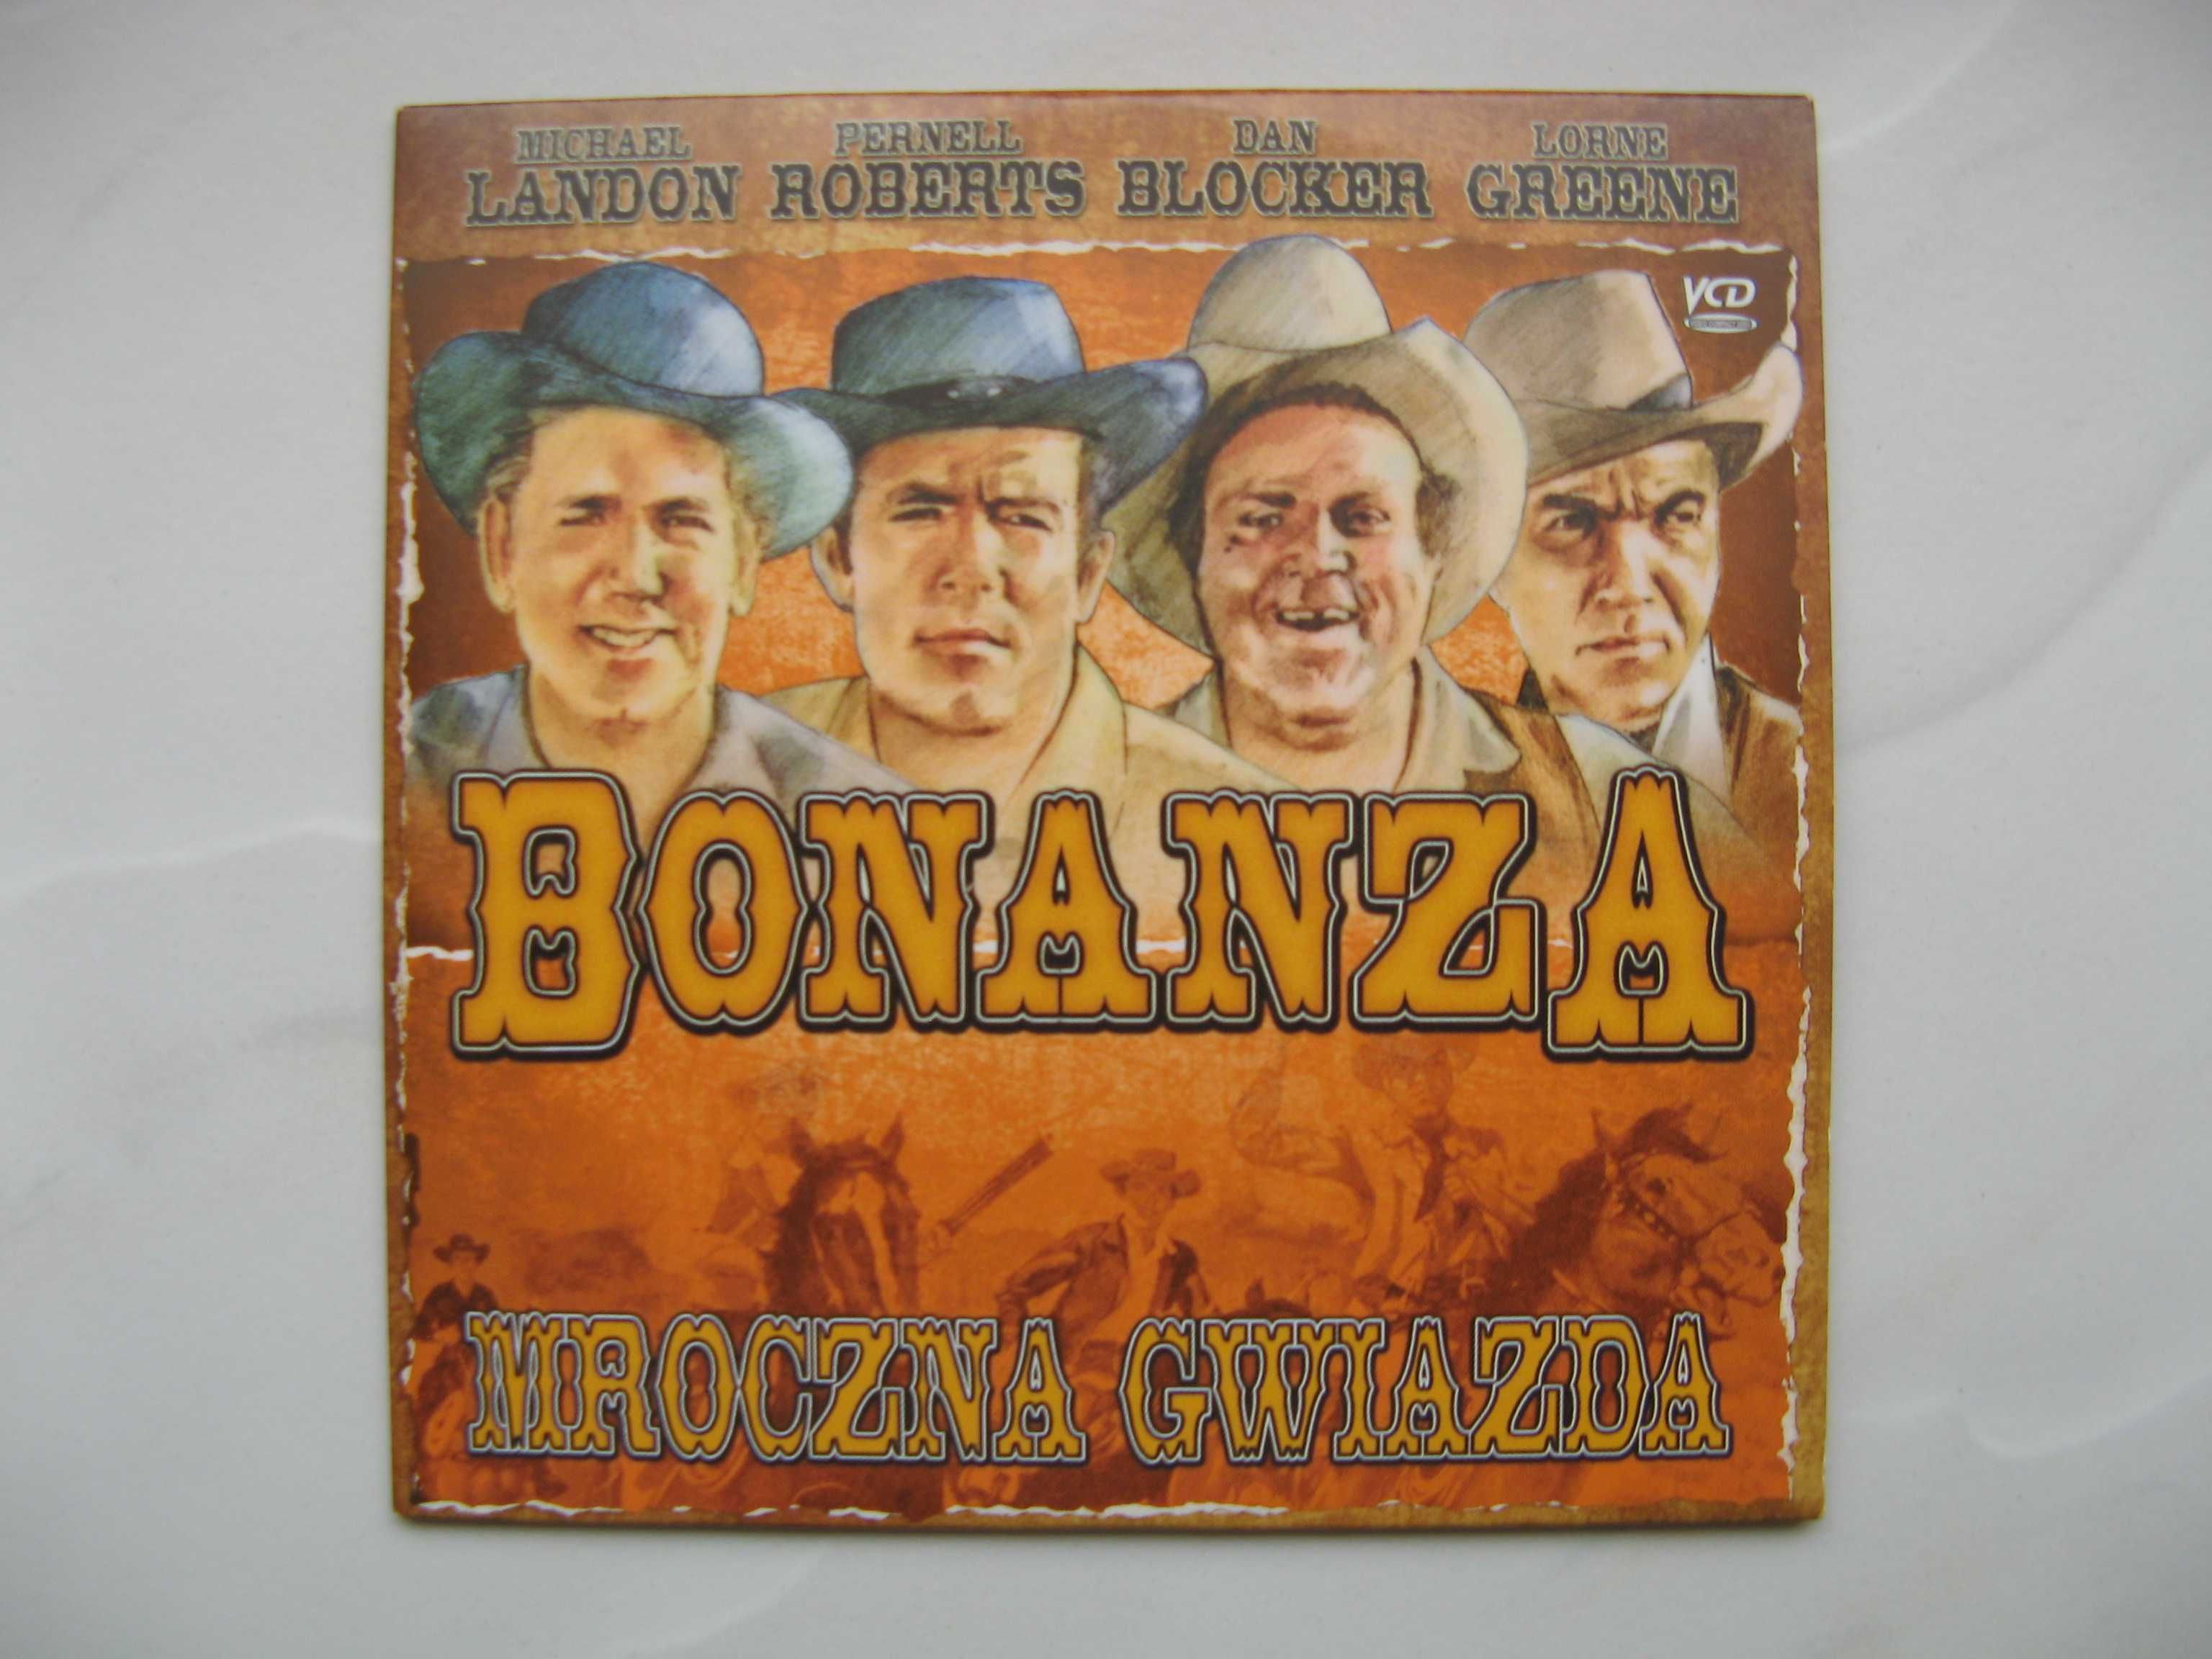 MICHAEL PERNELL DAN LORNE
LANDON ROBERTS BLOCKER GREENE
VCD
BONANZA
MROCZNA GWIAZDA